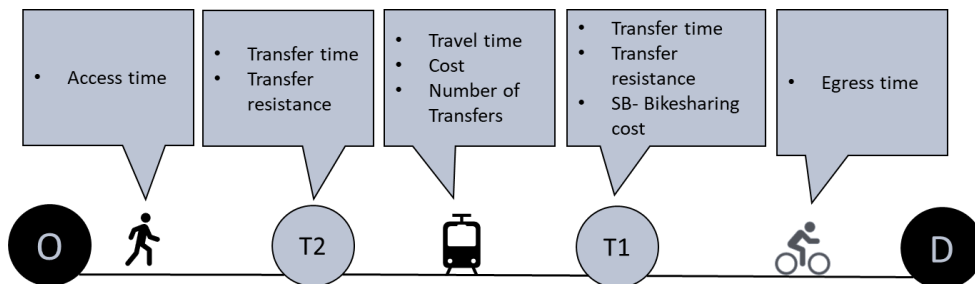 • Access time
• Transfer time
• Transfer
resistance
• Travel time
• Cost
• Number of
Transfers
• Transfer time
• Transfer
resistance
• SB- Bikesharing
cost
• Egress time
O
T2
T1
D